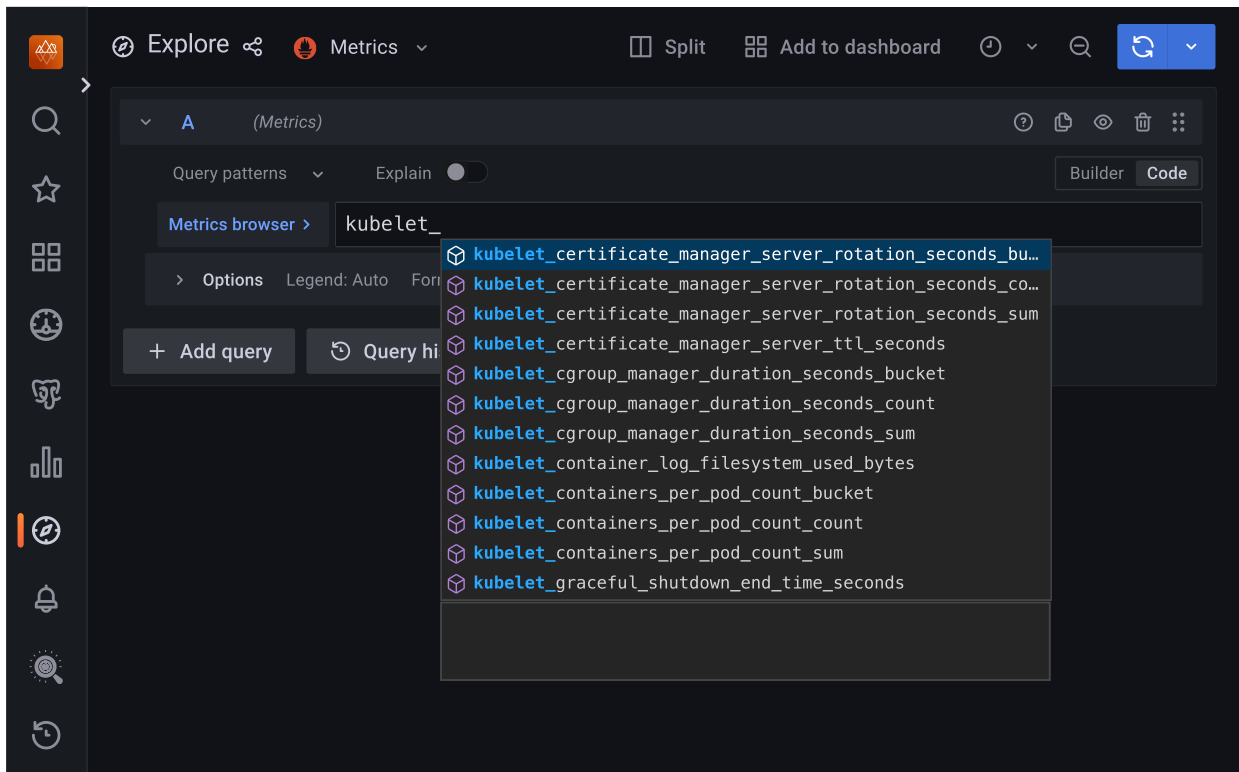 Explore Metrics Split Add to dashboard
A (Metrics)
Query patterns Explain Builder Code
Metrics browser > kubelet_
Options Legend: Auto
+ Add query
Query
kubelet_certificate_manager_server_rotation_seconds_bu…
kubelet_certificate_manager_server_rotation_seconds_co…
kubelet_certificate_manager_server_rotation_seconds_sum
kubelet_certificate_manager_server_ttl_seconds
kubelet_cgroup_manager_duration_seconds_bucket
kubelet_cgroup_manager_duration_seconds_count
kubelet_cgroup_manager_duration_seconds_sum
kubelet_container_log_filesystem_used_bytes
kubelet_containers_per_pod_count_bucket
kubelet_containers_per_pod_count_count
kubelet_containers_per_pod_count_sum
kubelet_graceful_shutdown_end_time_seconds